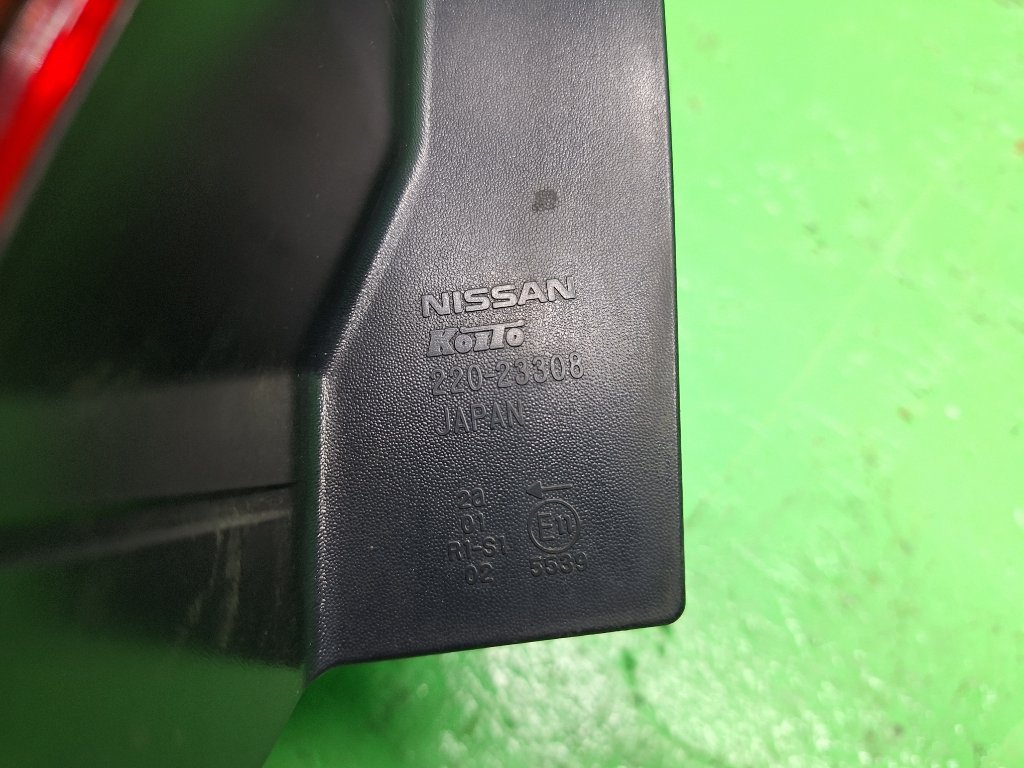 NISSAN
KoiTo
220-23308
JAPAN
2a ←
01 E11
R1-S1
02 5539